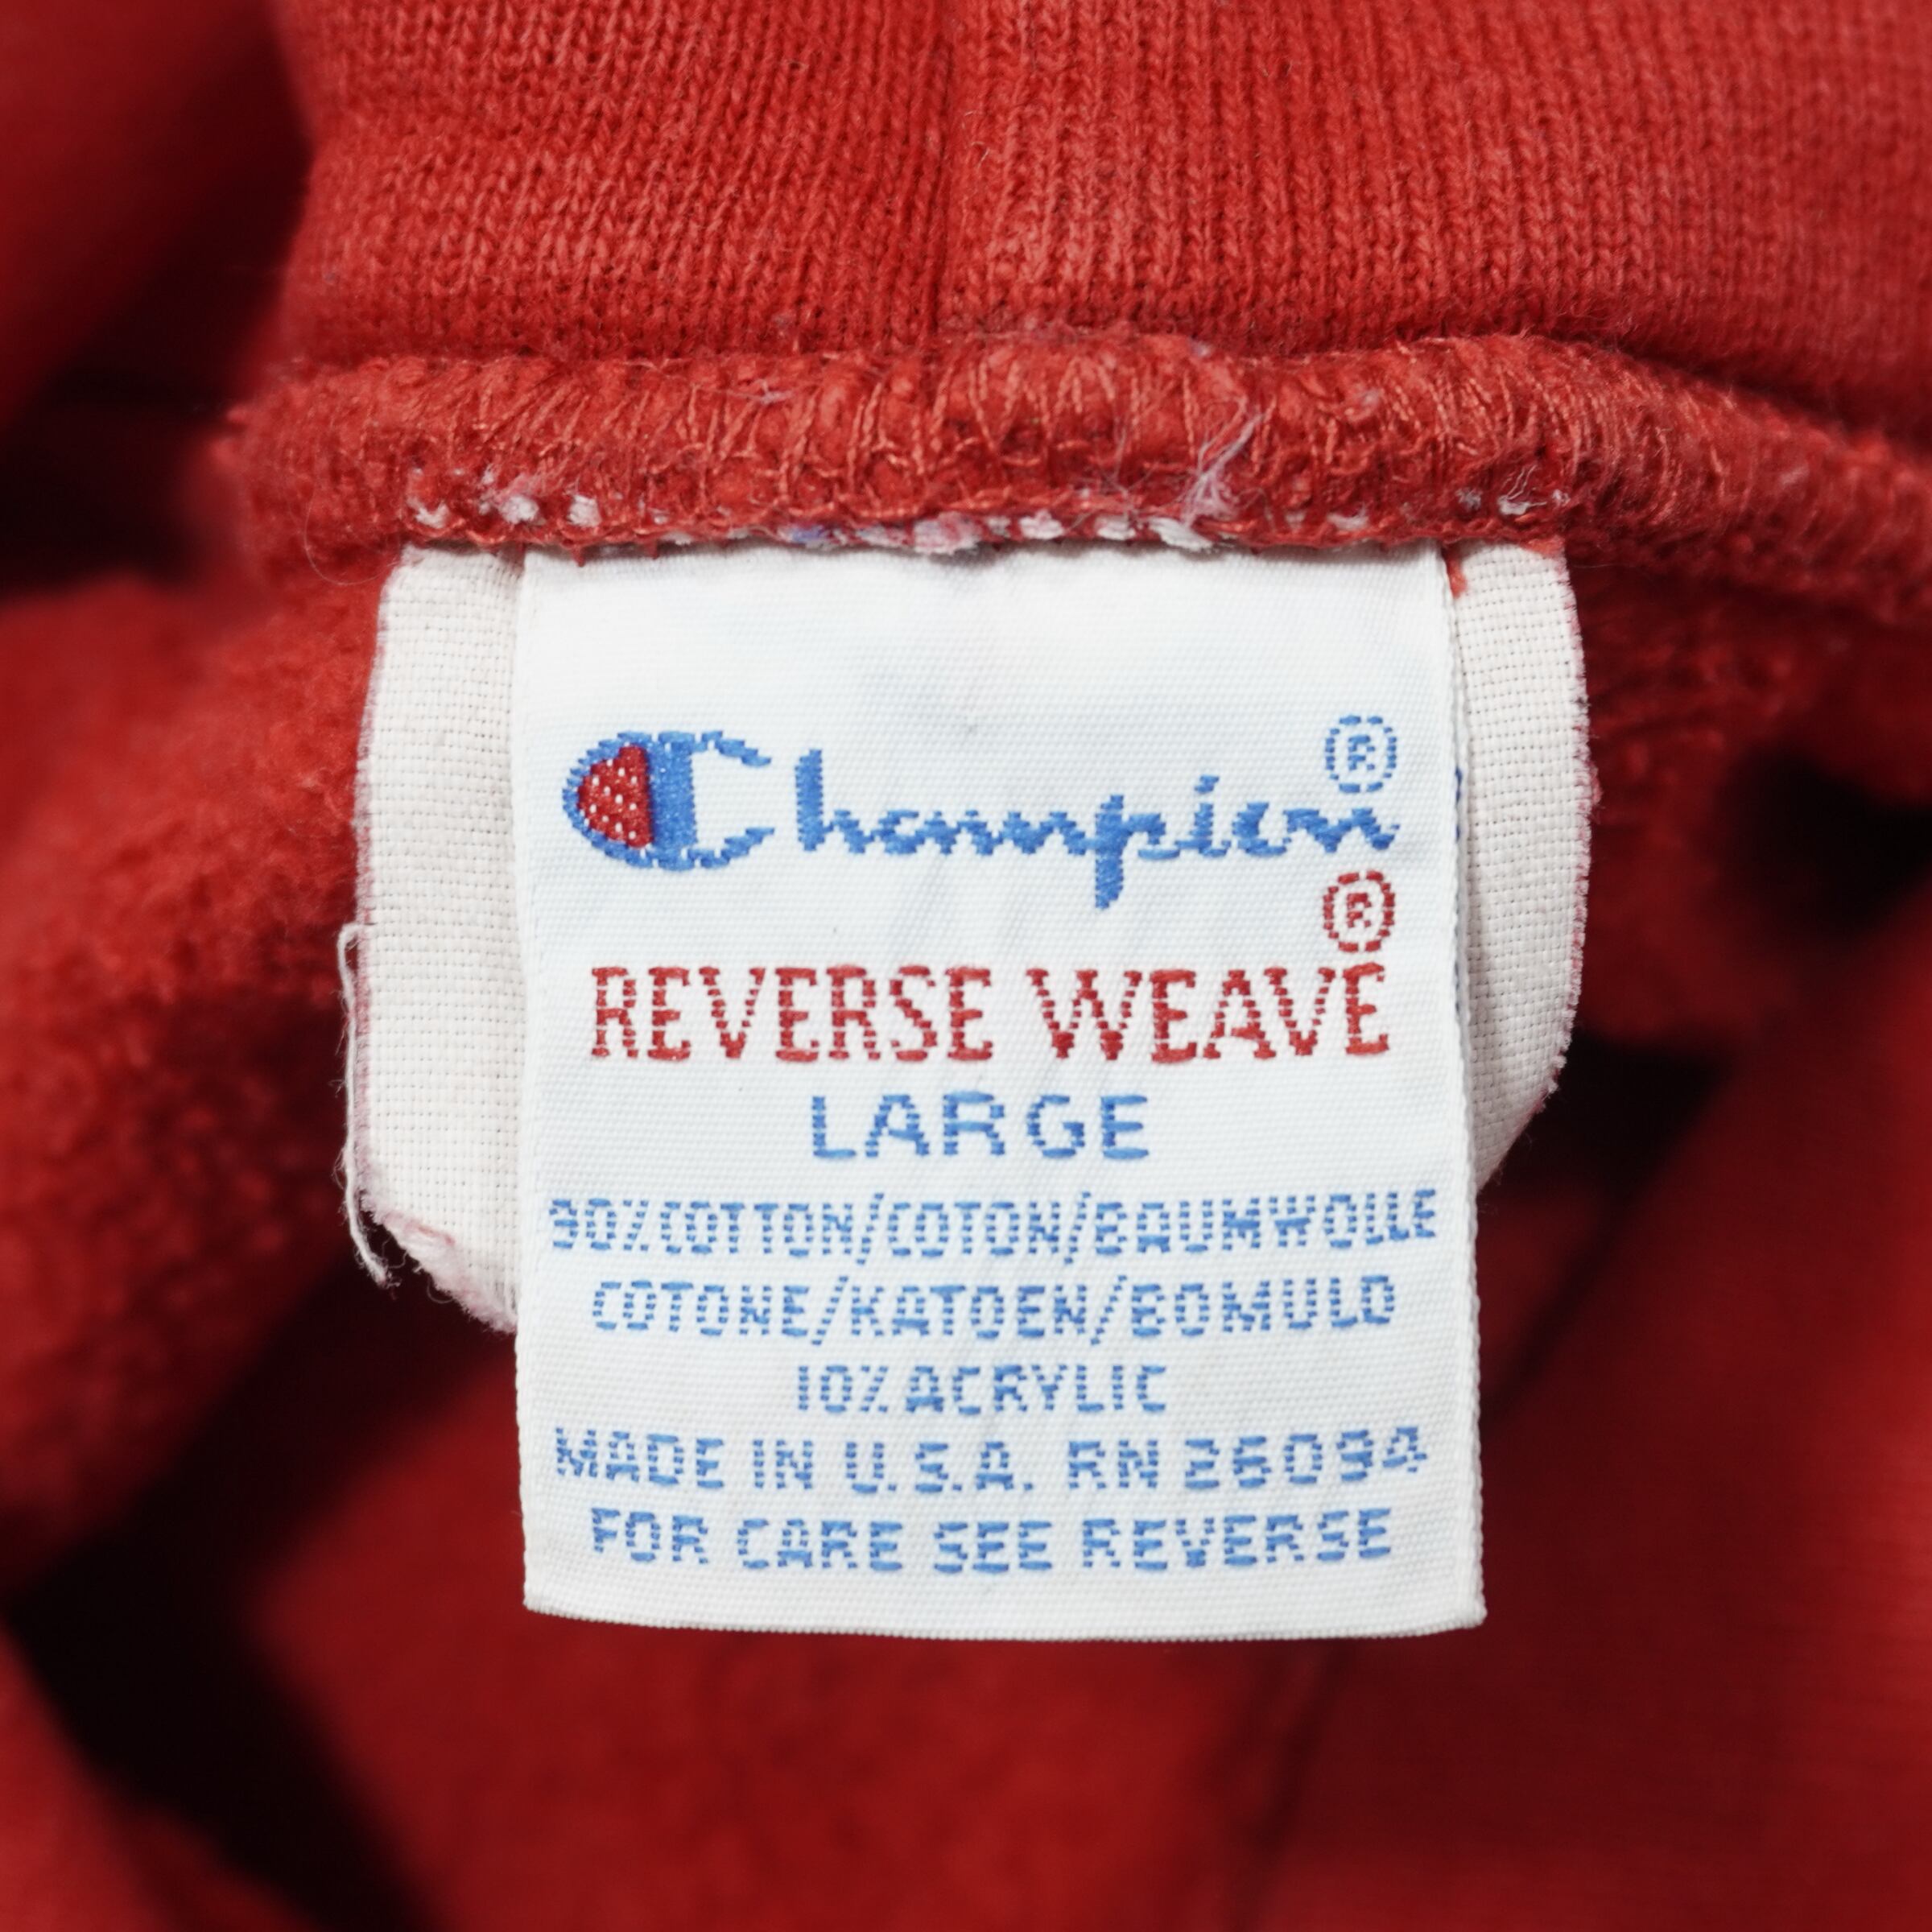 Champion®
REVERSE WEAVE®
LARGE
90%COTTON/COTON/BAUMWOLLE
COTONE/KATOEN/BOMULD
10%ACRYLIC
MADE IN U.S.A. RN 26094
FOR CARE SEE REVERSE